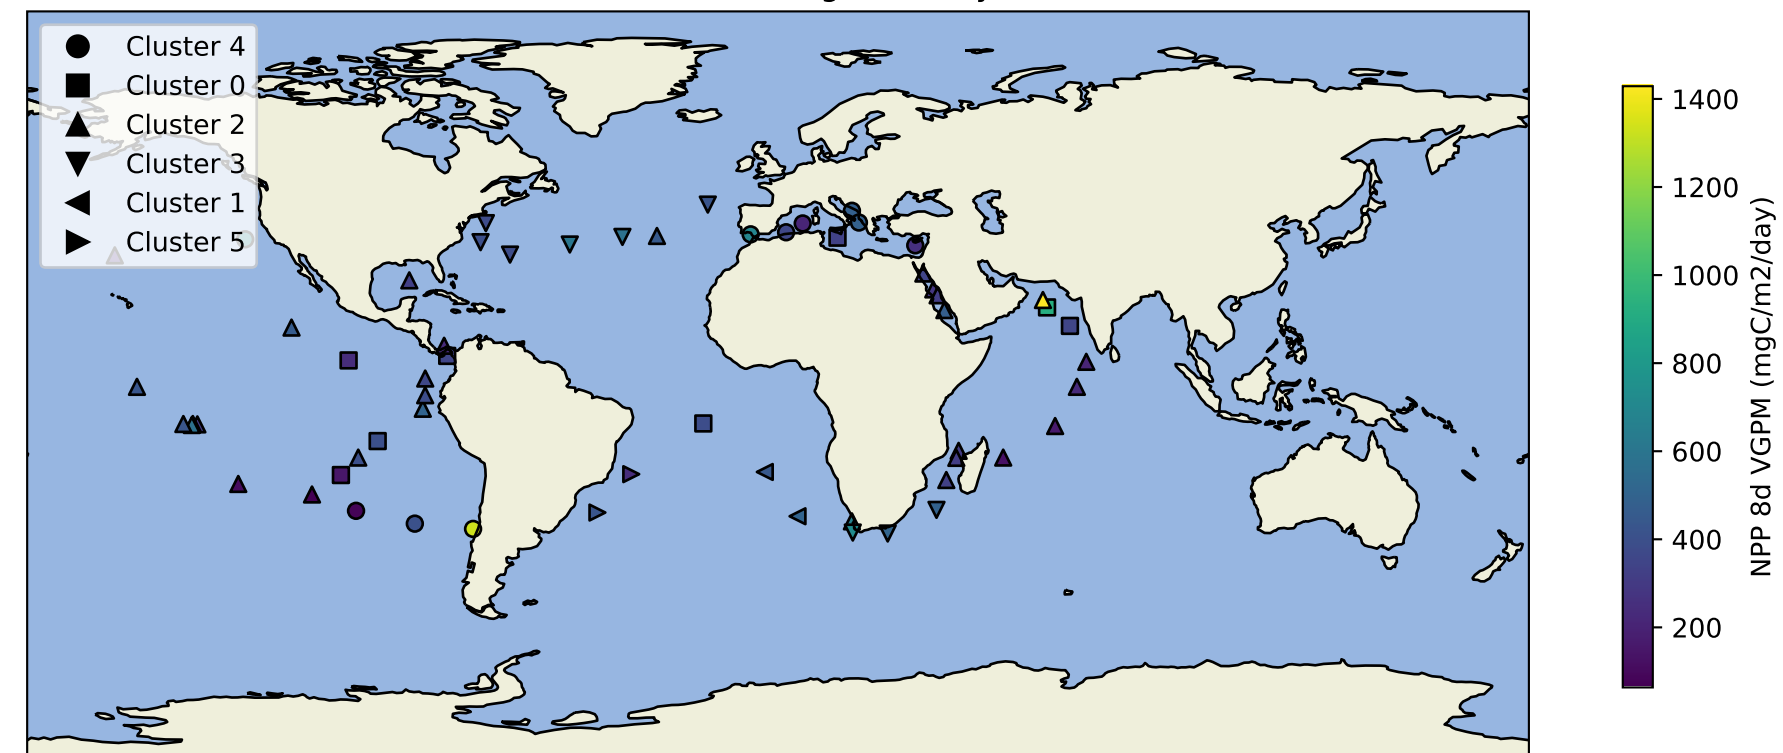 Cluster 4
Cluster 0
Cluster 2
Cluster 3
Cluster 1
Cluster 5
1400
1200
1000
800
600
400
200
NPP 8d VGPM (mgC/m2/day)